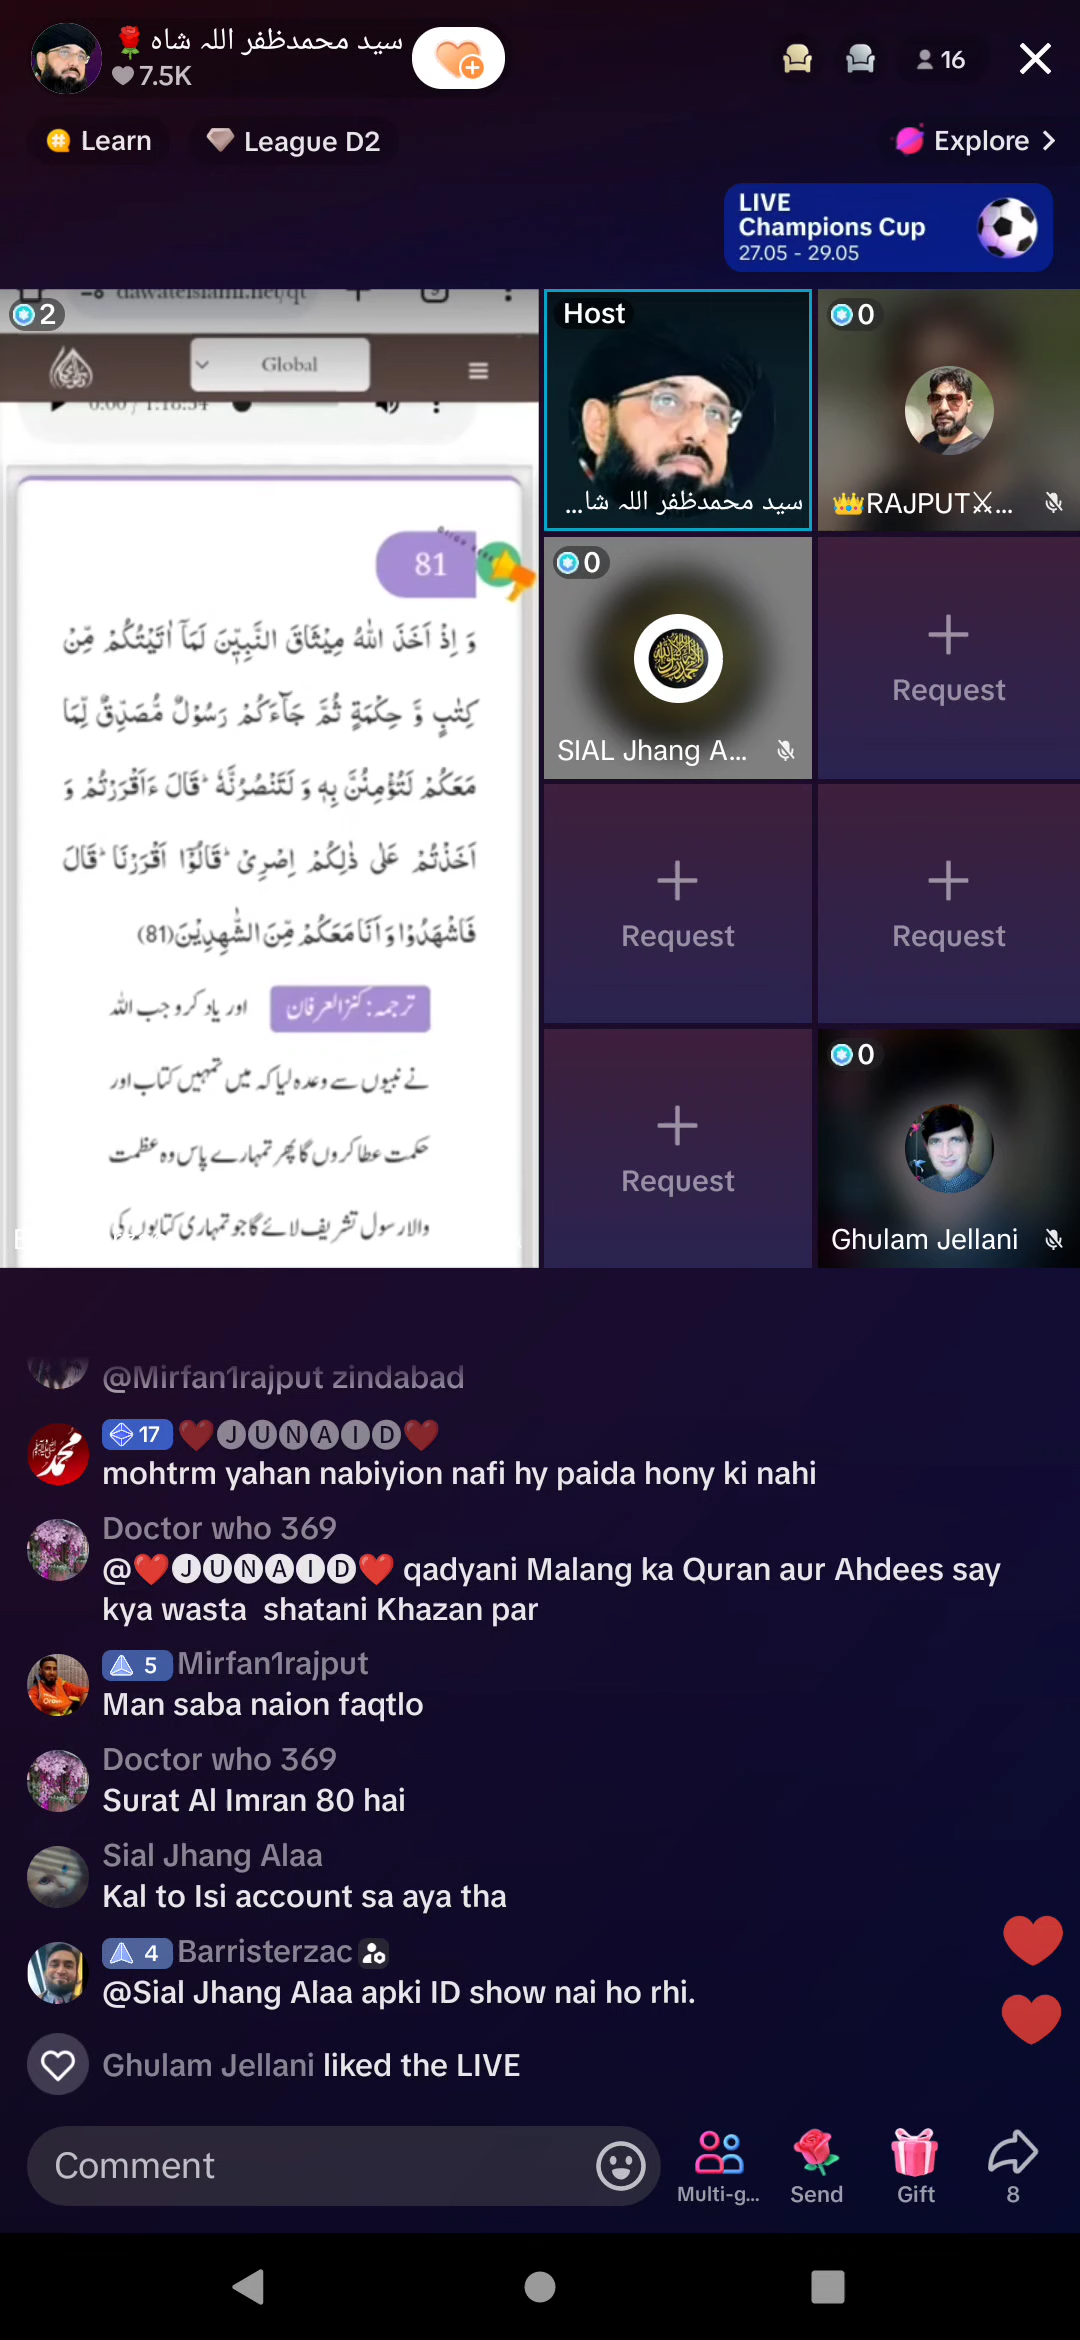 سید محمدظفر اللہ شاہ🌹
7.5K
16
Learn
League D2
Explore
LIVE
Champions Cup
27.05 - 29.05
2
Global
0:00 / 1:18:34
81
وَ اِذْ اَخَذَ اللّٰهُ مِیْثَاقَ النَّبِیّٖنَ لَمَاۤ اٰتَیْتُكُمْ مِّنْ
كِتٰبٍ وَّ حِكْمَةٍ ثُمَّ جَآءَكُمْ رَسُوْلٌ مُّصَدِّقٌ لِّمَا
مَعَكُمْ لَتُؤْمِنُنَّ بِهٖ وَ لَتَنْصُرُنَّهٗؕ-قَالَ ءَاَقْرَرْتُمْ وَ
اَخَذْتُمْ عَلٰى ذٰلِكُمْ اِصْرِیْؕ-قَالُوْۤا اَقْرَرْنَاؕ-قَالَ
فَاشْهَدُوْا وَ اَنَا مَعَكُمْ مِّنَ الشّٰهِدِیْنَ(81)
ترجمہ: کنزالعرفان اور یاد کرو جب اللہ
نے نبیوں سے وعدہ لیا کہ میں تمہیں کتاب اور
حکمت عطا کروں گا پھر تمہارے پاس وہ عظمت
والا رسول تشریف لائے گا جو تمہاری کتابوں کی
Host
سید محمدظفر اللہ شا...
0
👑RAJPUT⚔...
0
SIAL Jhang A...
Request
Request
Request
Request
0
Ghulam Jellani
@Mirfan1rajput zindabad
17 ❤️🅙🅤🅝🅐🅘🅓❤️
mohtrm yahan nabiyion nafi hy paida hony ki nahi
Doctor who 369
@❤️🅙🅤🅝🅐🅘🅓❤️ qadyani Malang ka Quran aur Ahdees say
kya wasta shatani Khazan par
5 Mirfan1rajput
Man saba naion faqtlo
Doctor who 369
Surat Al Imran 80 hai
Sial Jhang Alaa
Kal to Isi account sa aya tha
4 Barristerzac
@Sial Jhang Alaa apki ID show nai ho rhi.
Ghulam Jellani liked the LIVE
Comment
Multi-g...
Send
Gift
8